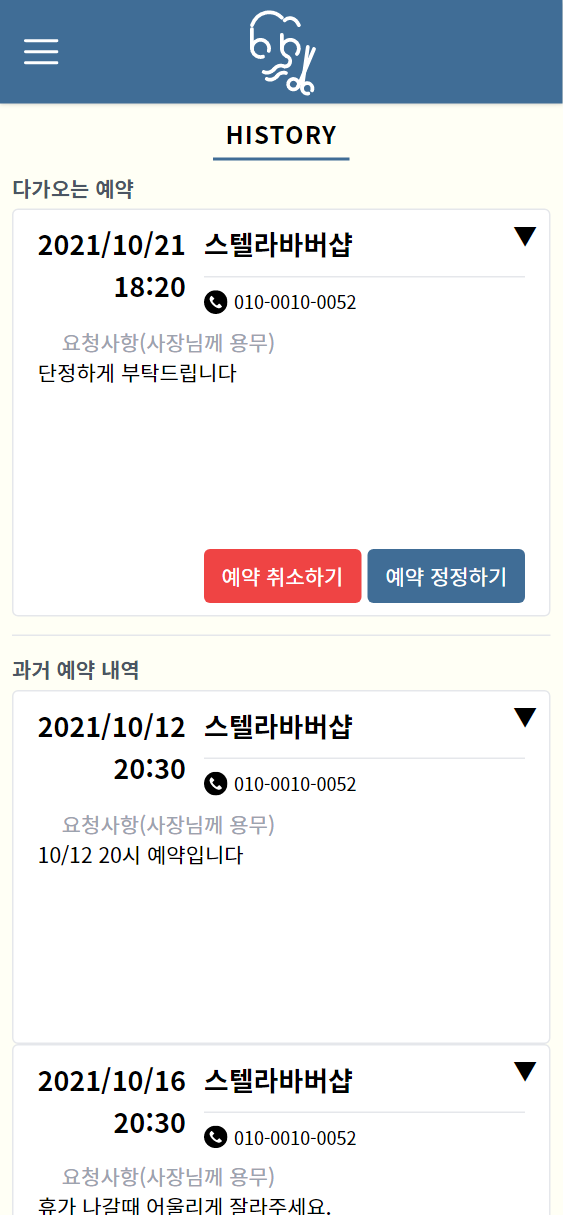 HISTORY
다가오는 예약
2021/10/21 스텔라바버샵 ▼
18:20 010-0010-0052
요청사항(사장님께 용무)
단정하게 부탁드립니다
예약 취소하기 예약 정정하기
과거 예약 내역
2021/10/12 스텔라바버샵 ▼
20:30 010-0010-0052
요청사항(사장님께 용무)
10/12 20시 예약입니다
2021/10/16 스텔라바버샵 ▼
20:30 010-0010-0052
요청사항(사장님께 용무)
휴가 나갈때 어울리게 잘라주세요.